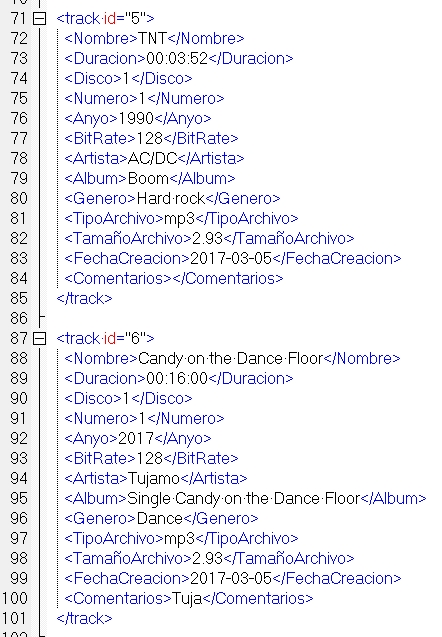 71 <track id="5">
72 <Nombre>TNT</Nombre>
73 <Duracion>00:03:52</Duracion>
74 <Disco>1</Disco>
75 <Numero>1</Numero>
76 <Anyo>1990</Anyo>
77 <BitRate>128</BitRate>
78 <Artista>AC/DC</Artista>
79 <Album>Boom</Album>
80 <Genero>Hard·rock</Genero>
81 <TipoArchivo>mp3</TipoArchivo>
82 <TamañoArchivo>2.93</TamañoArchivo>
83 <FechaCreacion>2017-03-05</FechaCreacion>
84 <Comentarios></Comentarios>
85 </track>
86
87 <track·id="6">
88 <Nombre>Candy·on·the·Dance·Floor</Nombre>
89 <Duracion>00:16:00</Duracion>
90 <Disco>1</Disco>
91 <Numero>1</Numero>
92 <Anyo>2017</Anyo>
93 <BitRate>128</BitRate>
94 <Artista>Tujamo</Artista>
95 <Album>Single·Candy·on·the·Dance·Floor</Album>
96 <Genero>Dance</Genero>
97 <TipoArchivo>mp3</TipoArchivo>
98 <TamañoArchivo>2.93</TamañoArchivo>
99 <FechaCreacion>2017-03-05</FechaCreacion>
100 <Comentarios>Tuja</Comentarios>
101 </track>